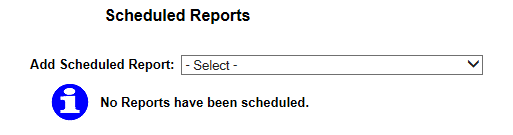 Scheduled Reports
Add Scheduled Report: - Select -
No Reports have been scheduled.